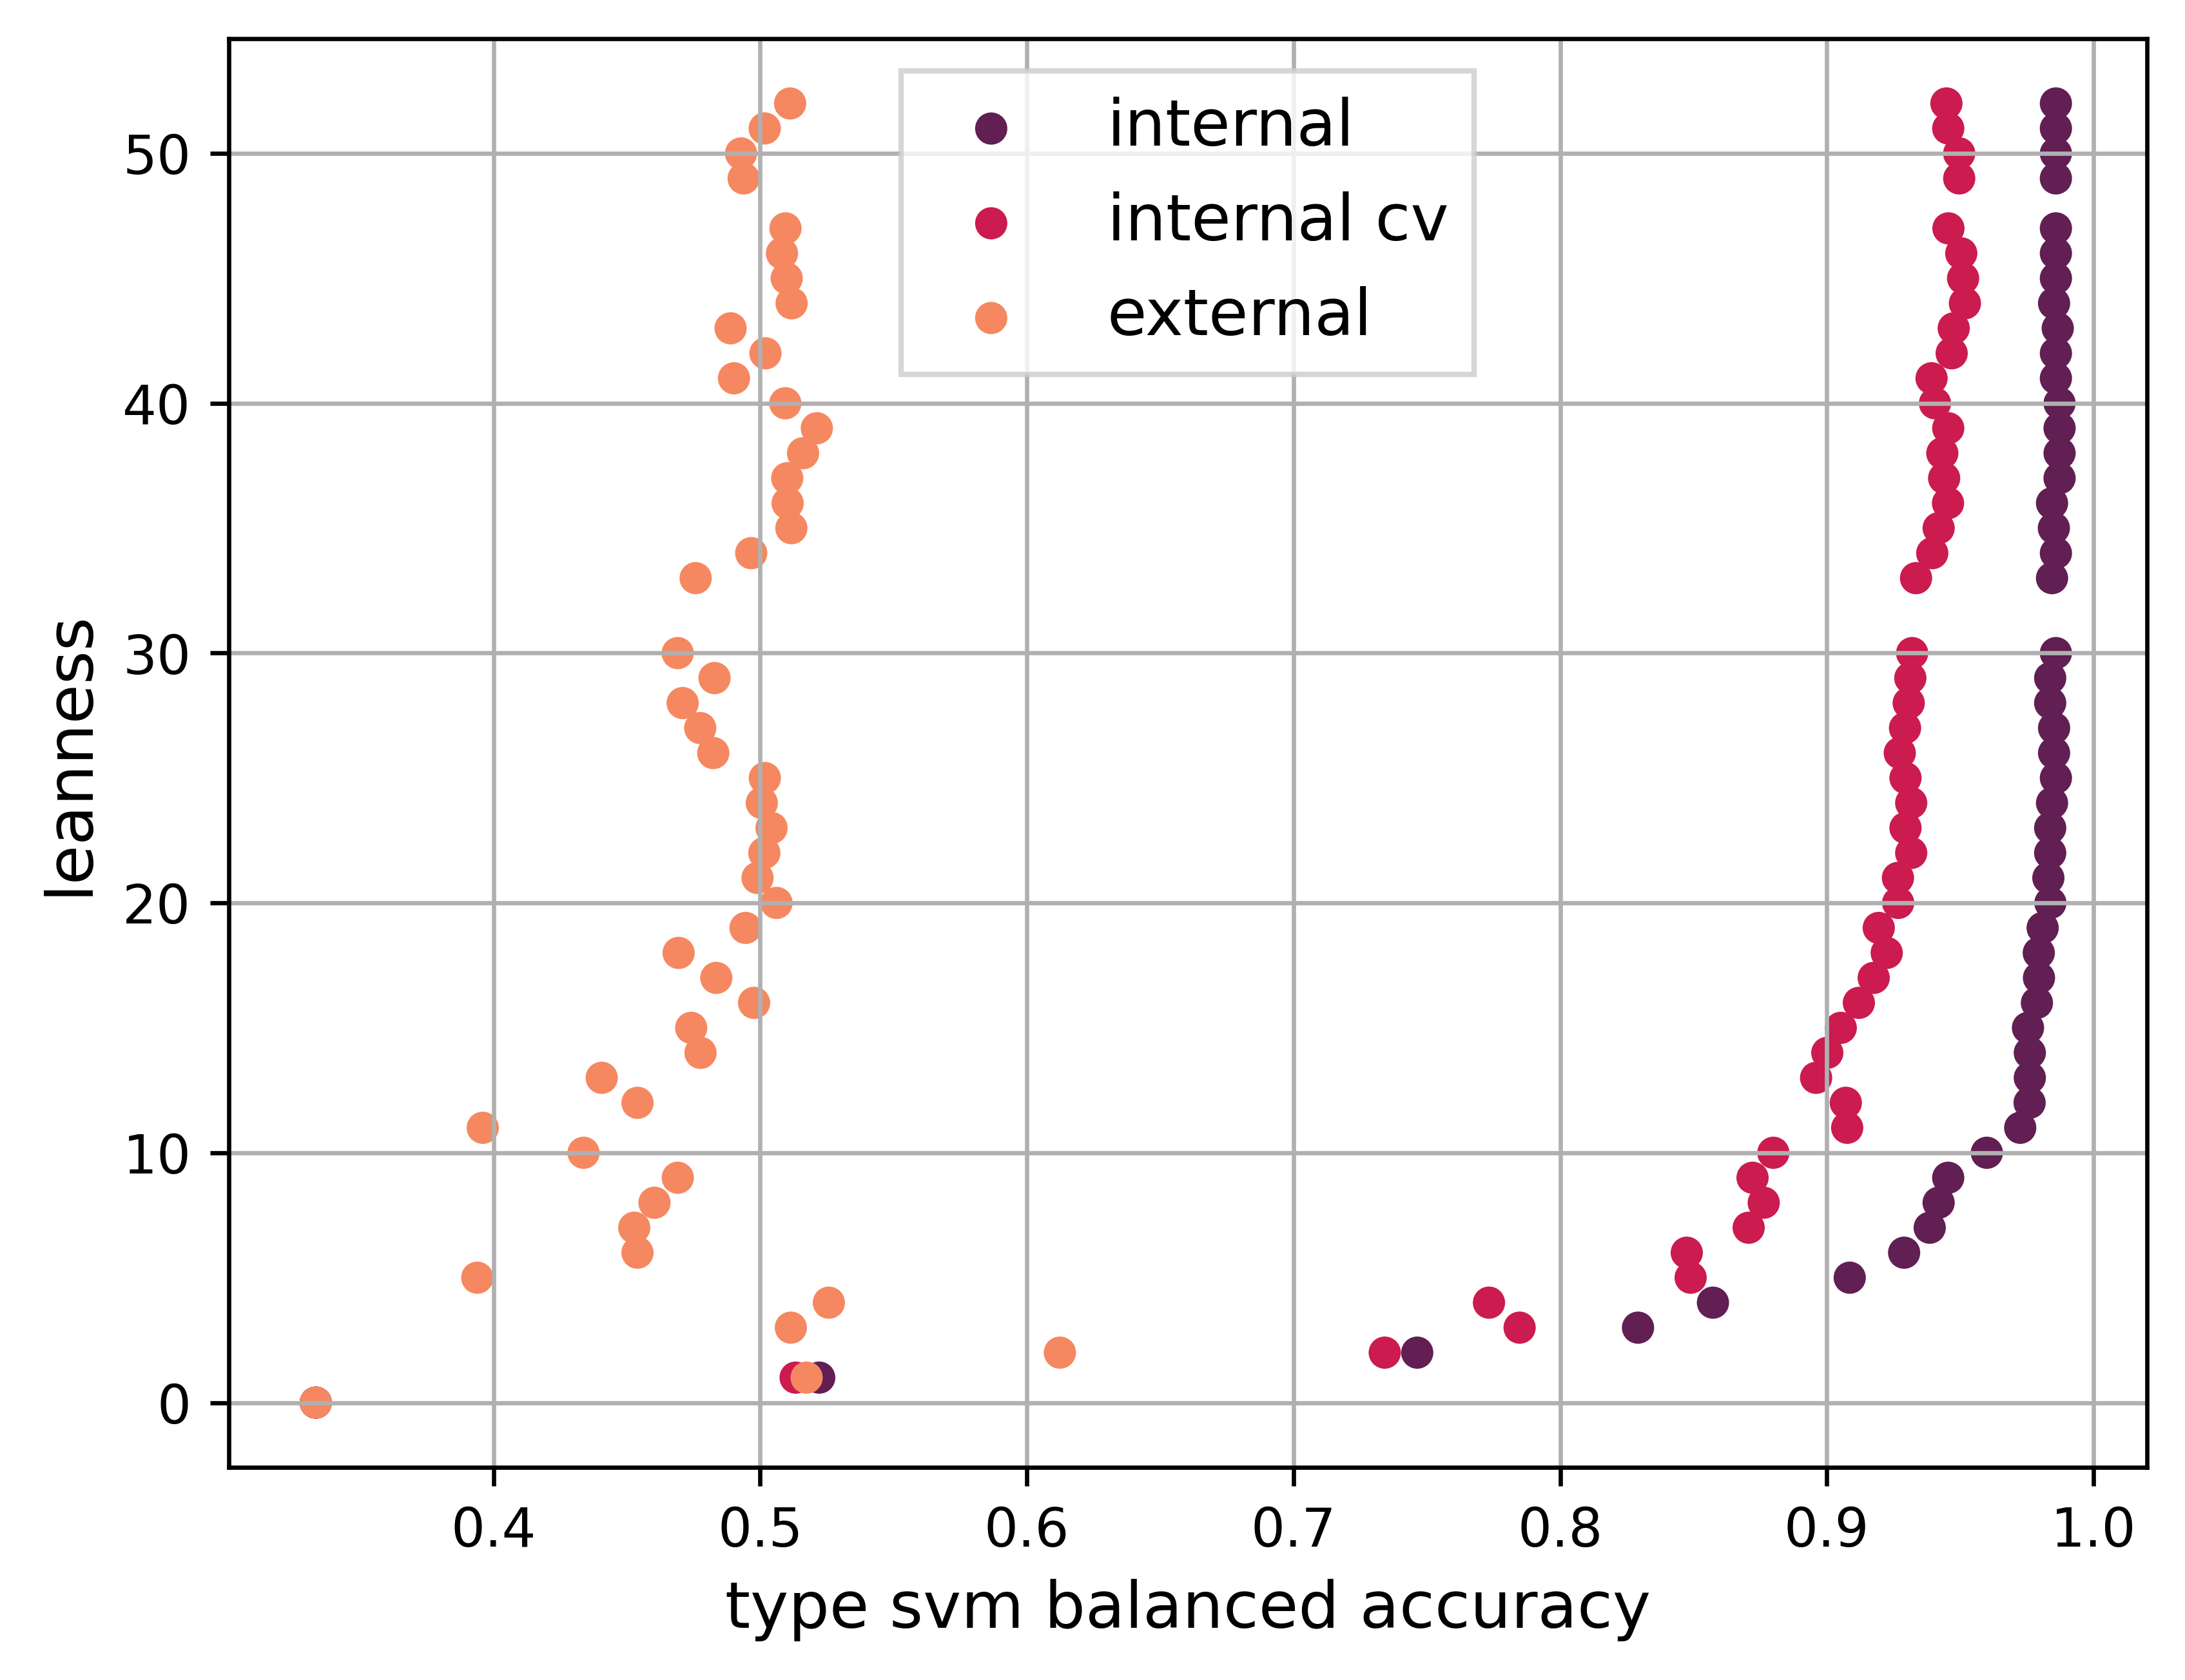 internal
internal cv
external
50
40
30
20
10
0
leanness
0.4 0.5 0.6 0.7 0.8 0.9 1.0
type svm balanced accuracy